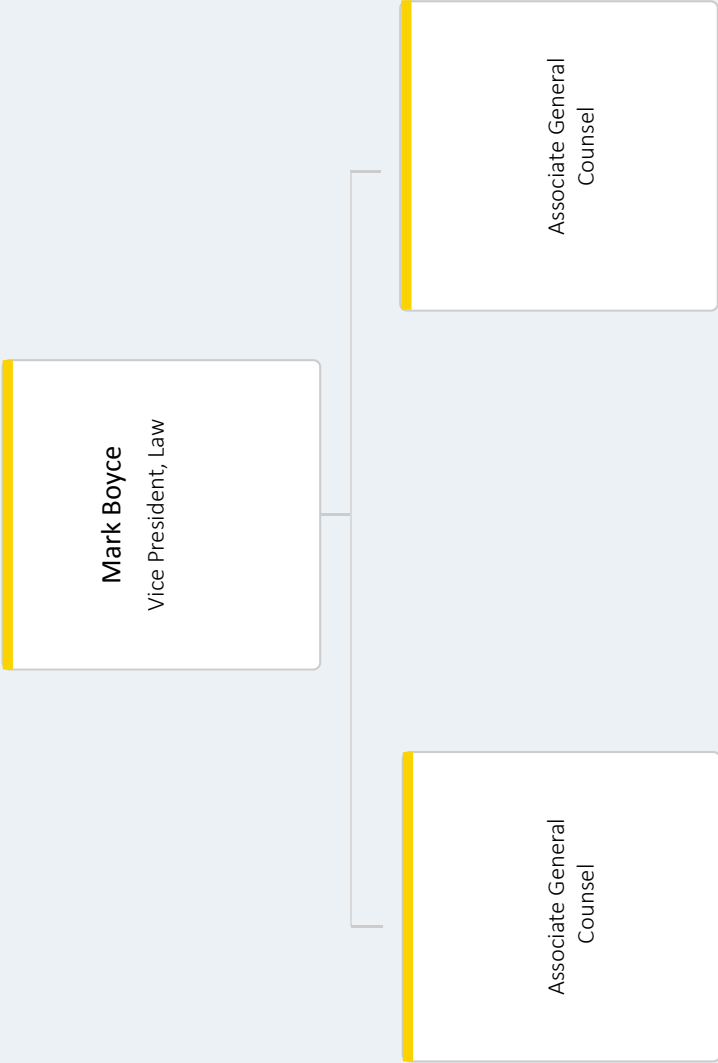 Mark Boyce
Vice President, Law
Associate General
Counsel
Associate General
Counsel